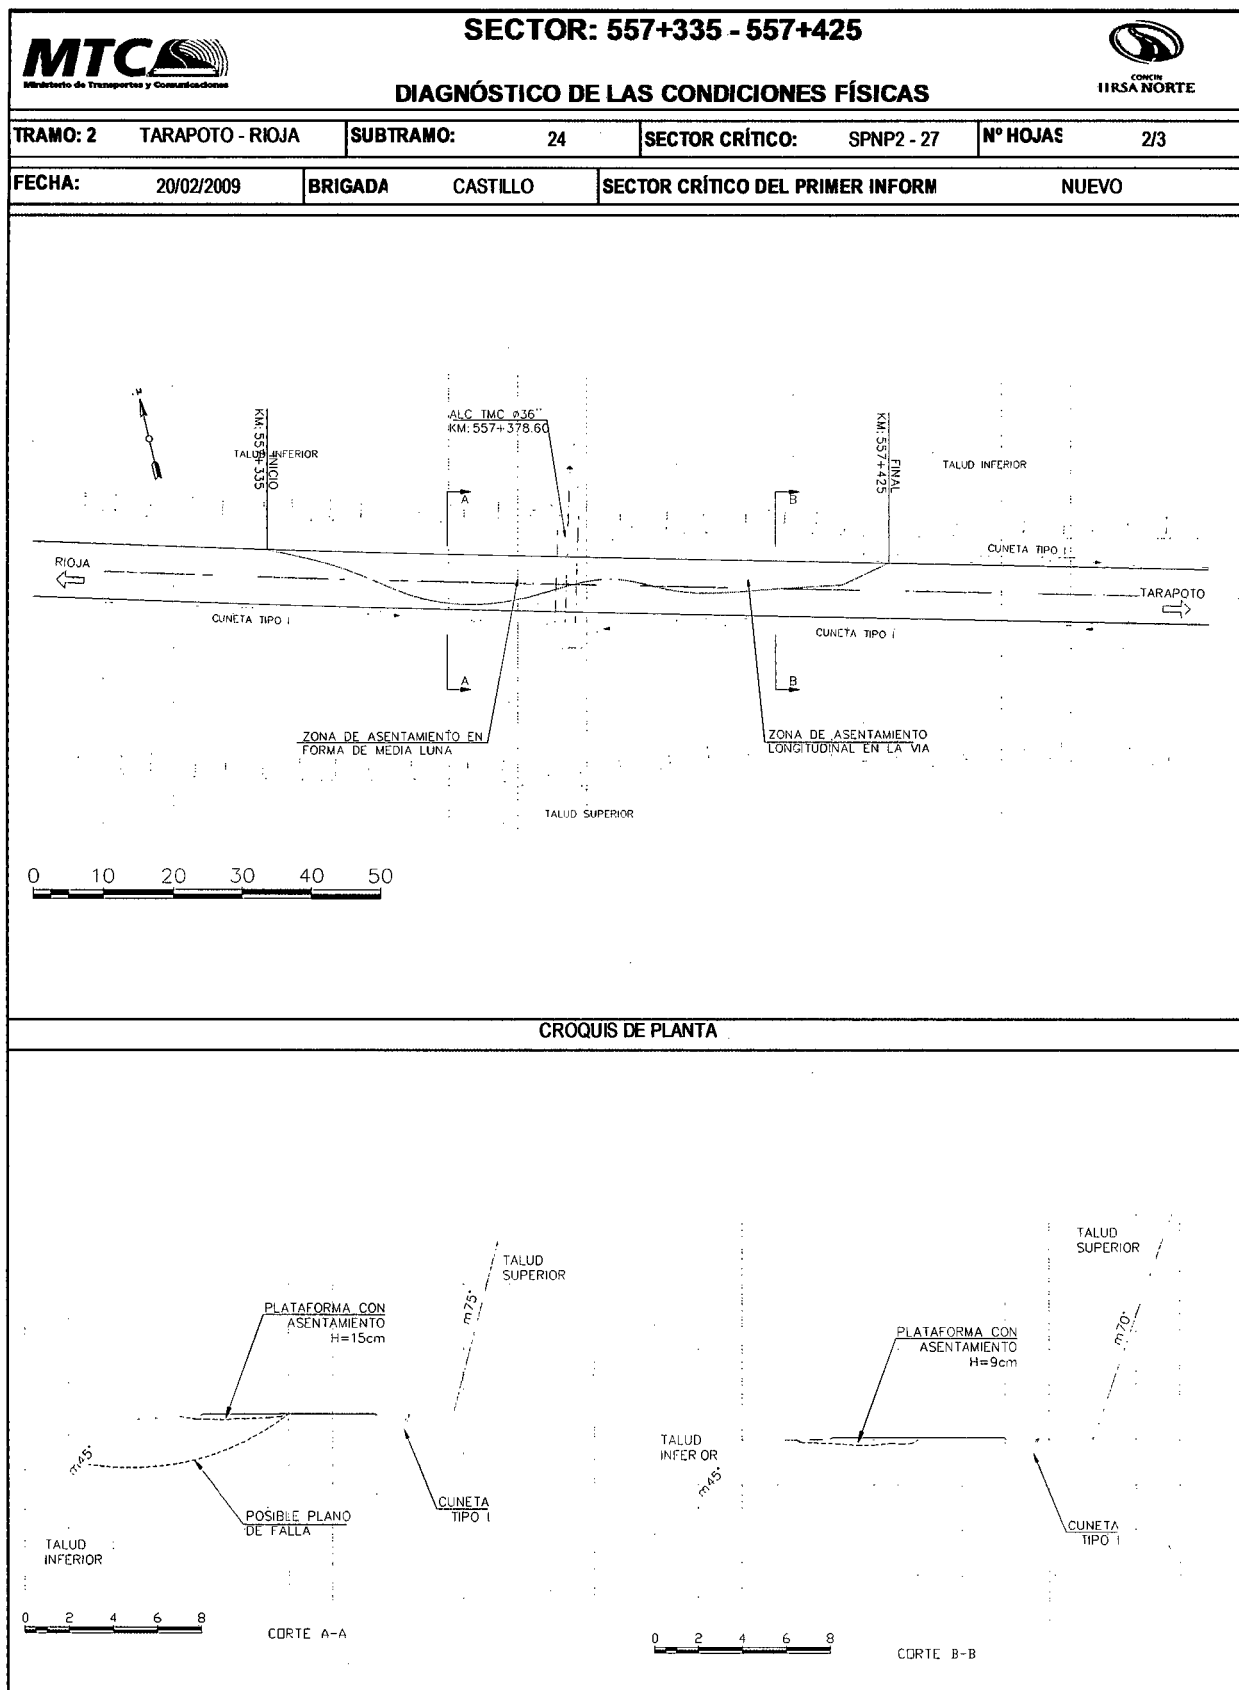 SECTOR: 557+335 - 557+425
MTC
Ministerio de Transportes y Comunicaciones
CONCIN
IIRSA NORTE
DIAGNÓSTICO DE LAS CONDICIONES FÍSICAS
TRAMO: 2 TARAPOTO - RIOJA SUBTRAMO: 24 SECTOR CRÍTICO: SPNP2 - 27 Nº HOJAS 2/3
FECHA: 20/02/2009 BRIGADA CASTILLO SECTOR CRÍTICO DEL PRIMER INFORM NUEVO
N
KM: 557+335
INICIO
TALUD INFERIOR
ALC TMC ø36"
KM: 557+378.60
KM: 557+425
FINAL
TALUD INFERIOR
A
B
CUNETA TIPO I
RIOJA
TARAPOTO
CUNETA TIPO I
CUNETA TIPO I
A
B
ZONA DE ASENTAMIENTO EN
FORMA DE MEDIA LUNA
ZONA DE ASENTAMIENTO
LONGITUDINAL EN LA VIA
TALUD SUPERIOR
0 10 20 30 40 50
CROQUIS DE PLANTA
TALUD
SUPERIOR
PLATAFORMA CON
ASENTAMIENTO
H=15cm
m75°
m45°
POSIBLE PLANO
DE FALLA
CUNETA
TIPO I
TALUD
INFERIOR
0 2 4 6 8
CORTE A-A
TALUD
SUPERIOR
PLATAFORMA CON
ASENTAMIENTO
H=9cm
m70°
TALUD
INFER OR
m45°
CUNETA
TIPO I
0 2 4 6 8
CORTE B-B